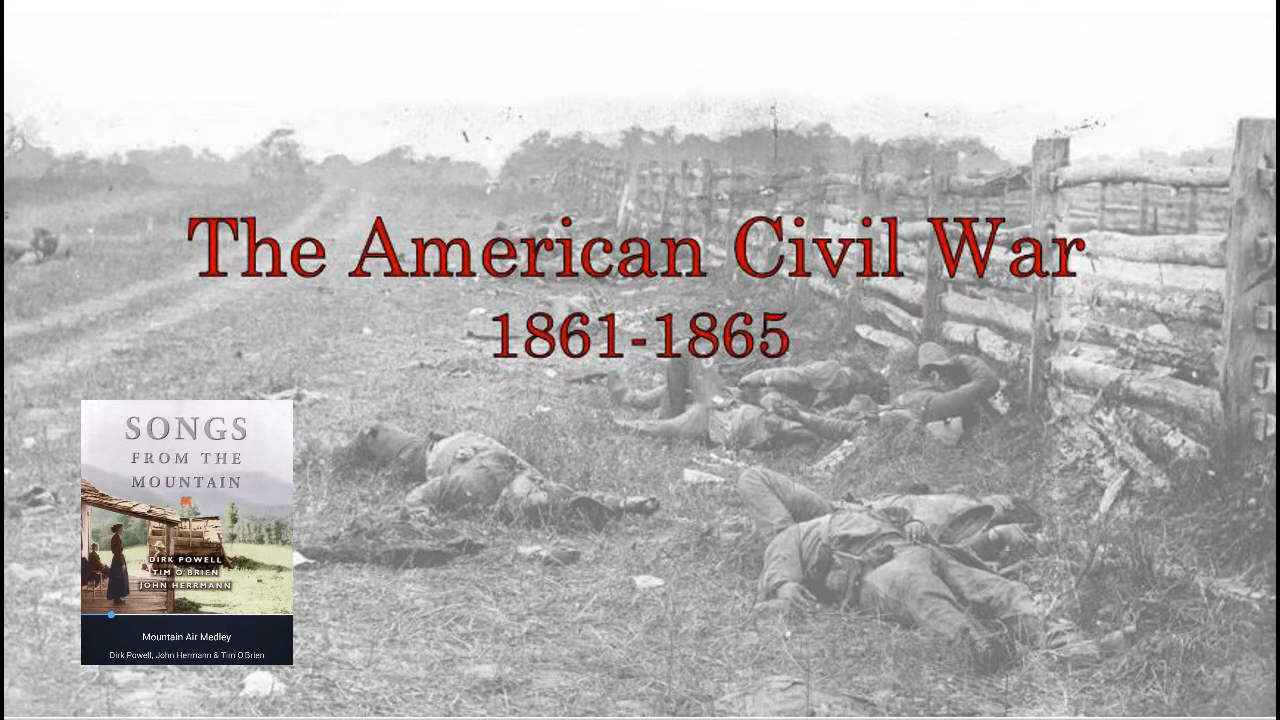 The American Civil War
1861-1865
SONGS
FROM THE
MOUNTAIN
DIRK POWELL
TIM O'BRIEN
JOHN HERRMANN
Mountain Air Medley
Dirk Powell, John Hermann & Tim O'Brien